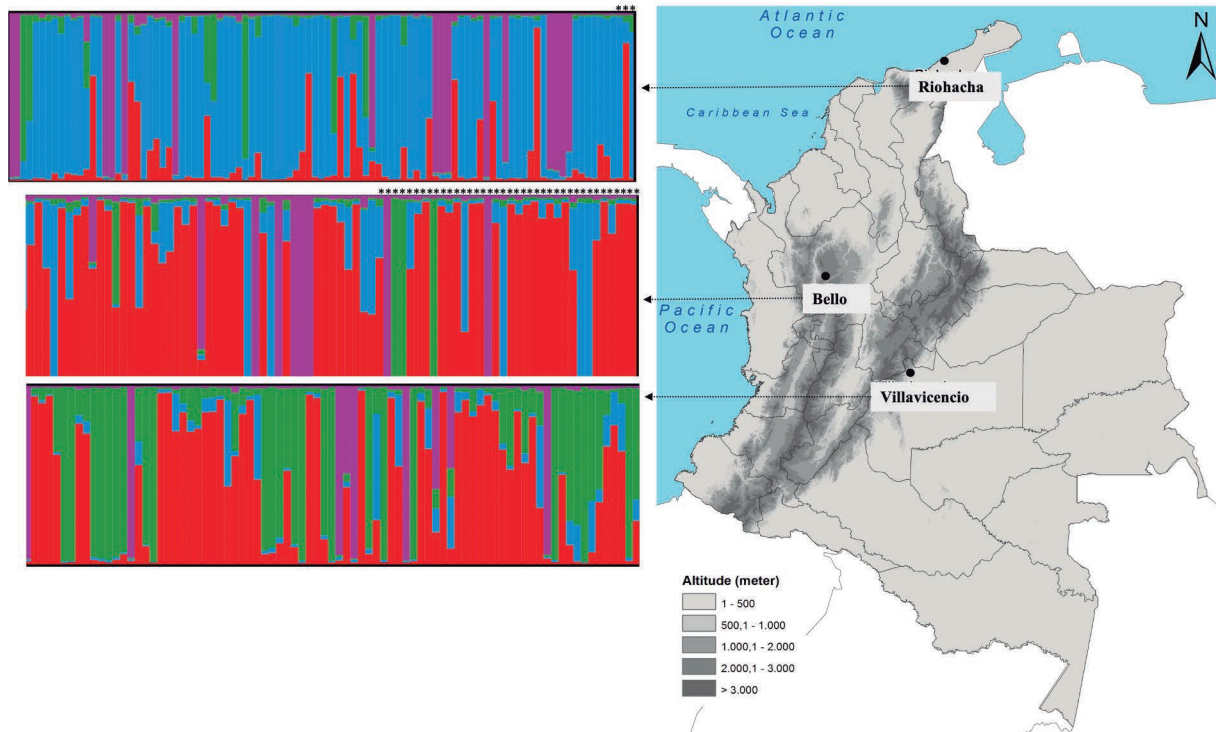 ***
*************************************
Atlantic
Ocean
N
Riohacha
Caribbean Sea
Bello
Pacific
Ocean
Villavicencio
Altitude (meter)
1 - 500
500,1 - 1.000
1.000,1 - 2.000
2.000,1 - 3.000
> 3.000